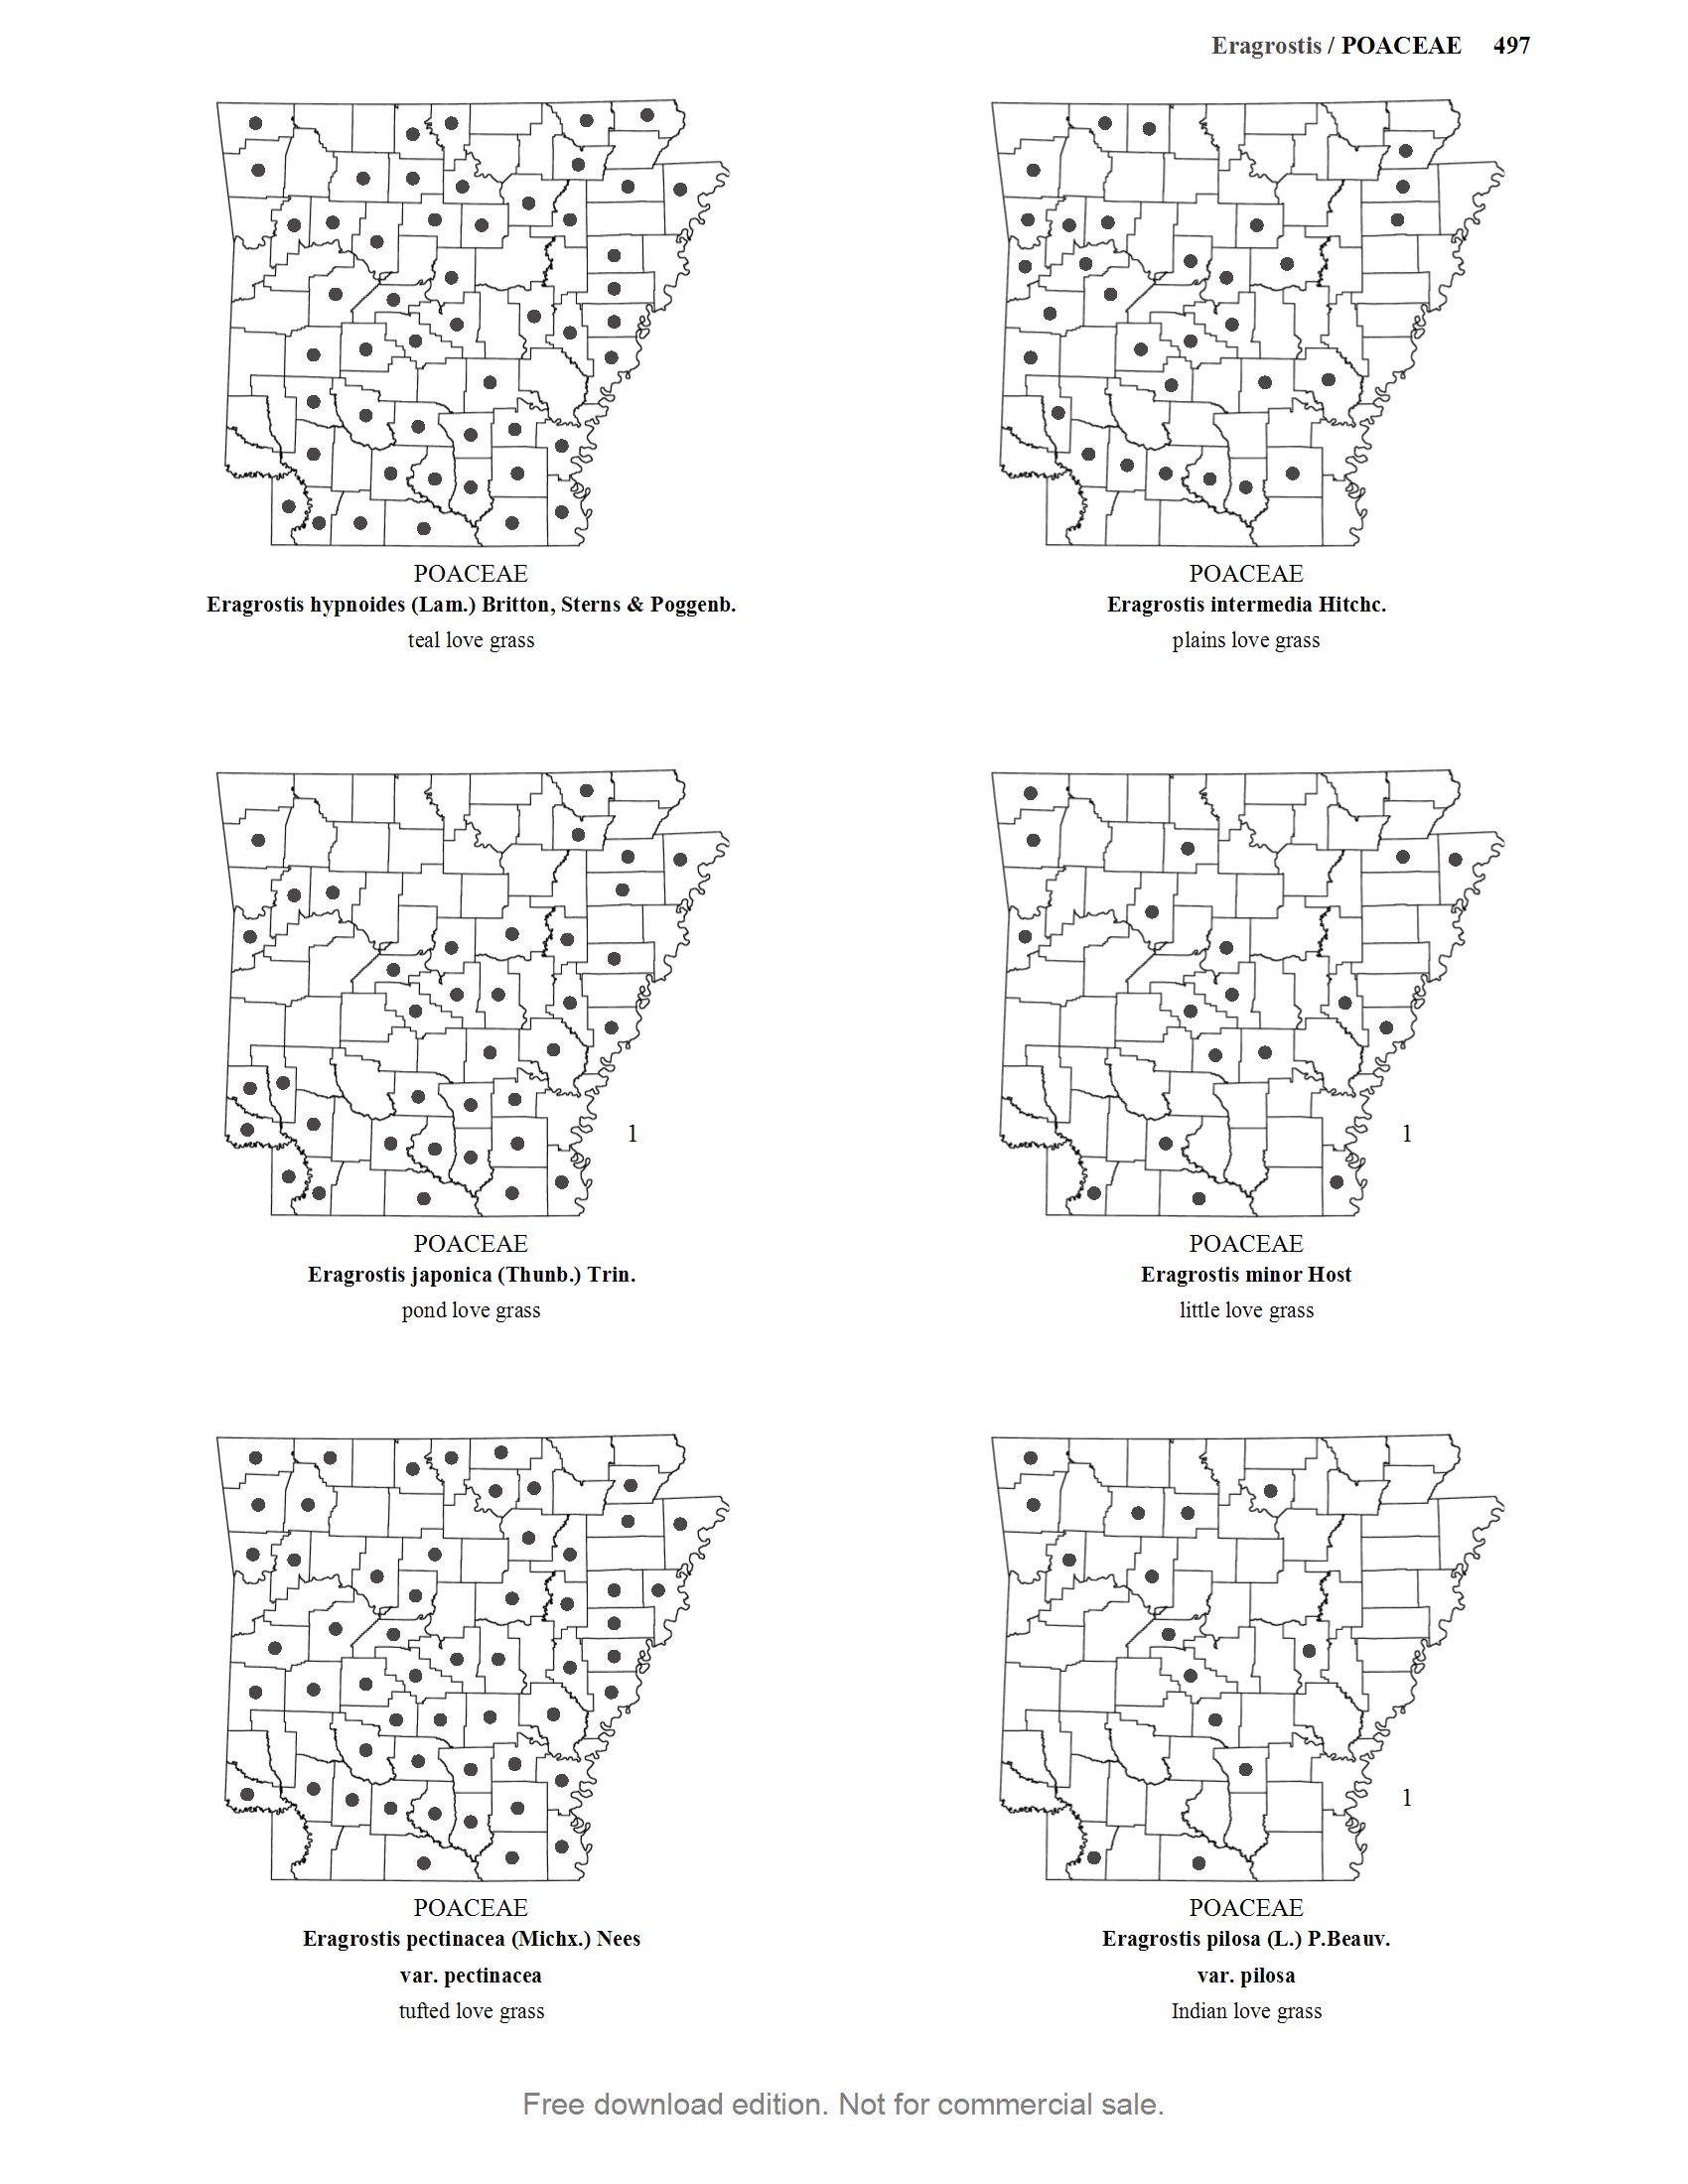 Eragrostis / POACEAE 497
POACEAE
Eragrostis hypnoides (Lam.) Britton, Sterns & Poggenb.
teal love grass
POACEAE
Eragrostis intermedia Hitchc.
plains love grass
1
POACEAE
Eragrostis japonica (Thunb.) Trin.
pond love grass
1
POACEAE
Eragrostis minor Host
little love grass
POACEAE
Eragrostis pectinacea (Michx.) Nees
var. pectinacea
tufted love grass
1
POACEAE
Eragrostis pilosa (L.) P.Beauv.
var. pilosa
Indian love grass
Free download edition. Not for commercial sale.